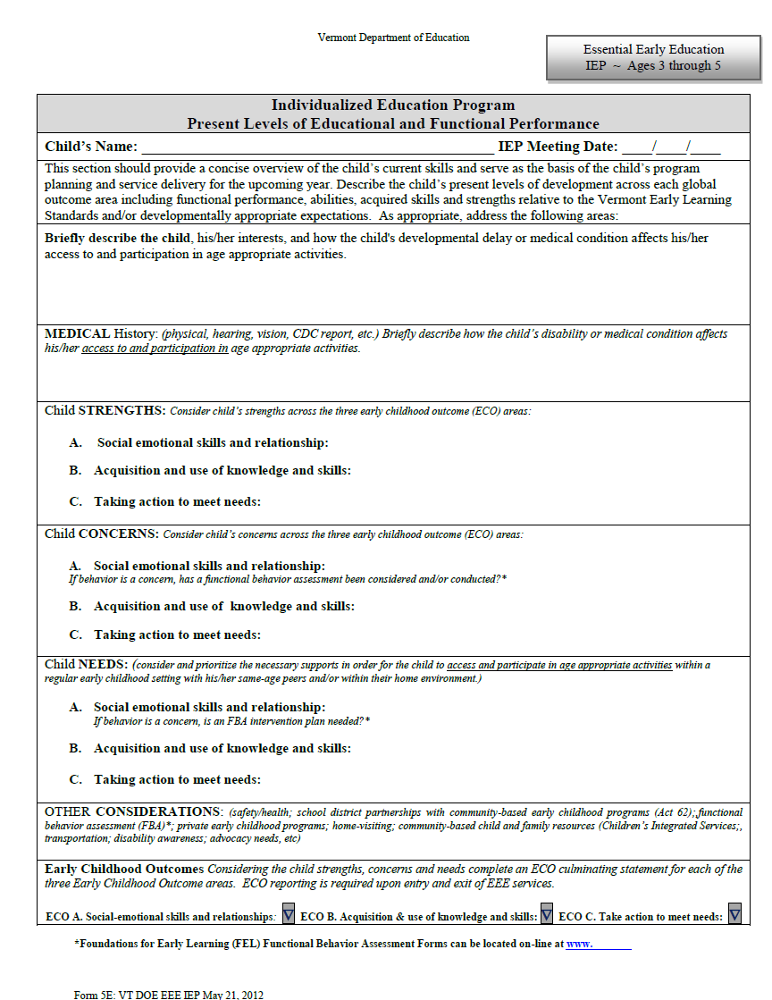 Vermont Department of Education
Essential Early Education
IEP ~ Ages 3 through 5
Individualized Education Program
Present Levels of Educational and Functional Performance
Child's Name: ______________________________________________ IEP Meeting Date: ____/____/____
This section should provide a concise overview of the child's current skills and serve as the basis of the child's program
planning and service delivery for the upcoming year. Describe the child's present levels of development across each global
outcome area including functional performance, abilities, acquired skills and strengths relative to the Vermont Early Learning
Standards and/or developmentally appropriate expectations. As appropriate, address the following areas:
Briefly describe the child, his/her interests, and how the child's developmental delay or medical condition affects his/her
access to and participation in age appropriate activities.
MEDICAL History: (physical, hearing, vision, CDC report, etc.) Briefly describe how the child's disability or medical condition affects
his/her access to and participation in age appropriate activities.
Child STRENGTHS: Consider child's strengths across the three early childhood outcome (ECO) areas:
A. Social emotional skills and relationship:
B. Acquisition and use of knowledge and skills:
C. Taking action to meet needs:
Child CONCERNS: Consider child's concerns across the three early childhood outcome (ECO) areas:
A. Social emotional skills and relationship:
If behavior is a concern, has a functional behavior assessment been considered and/or conducted?*
B. Acquisition and use of knowledge and skills:
C. Taking action to meet needs:
Child NEEDS: (consider and prioritize the necessary supports in order for the child to access and participate in age appropriate activities within a
regular early childhood setting with his/her same-age peers and/or within their home environment.)
A. Social emotional skills and relationship:
If behavior is a concern, is an FBA intervention plan needed?*
B. Acquisition and use of knowledge and skills:
C. Taking action to meet needs:
OTHER CONSIDERATIONS: (safety/health; school district partnerships with community-based early childhood programs (Act 62);,functional
behavior assessment (FBA)*; private early childhood programs; home-visiting; community-based child and family resources (Children's Integrated Services;,
transportation; disability awareness; advocacy needs, etc)
Early Childhood Outcomes Considering the child strengths, concerns and needs complete an ECO culminating statement for each of the
three Early Childhood Outcome areas. ECO reporting is required upon entry and exit of EEE services.
ECO A. Social-emotional skills and relationships: ECO B. Acquisition & use of knowledge and skills: ECO C. Take action to meet needs:
*Foundations for Early Learning (FEL) Functional Behavior Assessment Forms can be located on-line at www._______
Form 5E: VT DOE EEE IEP May 21, 2012